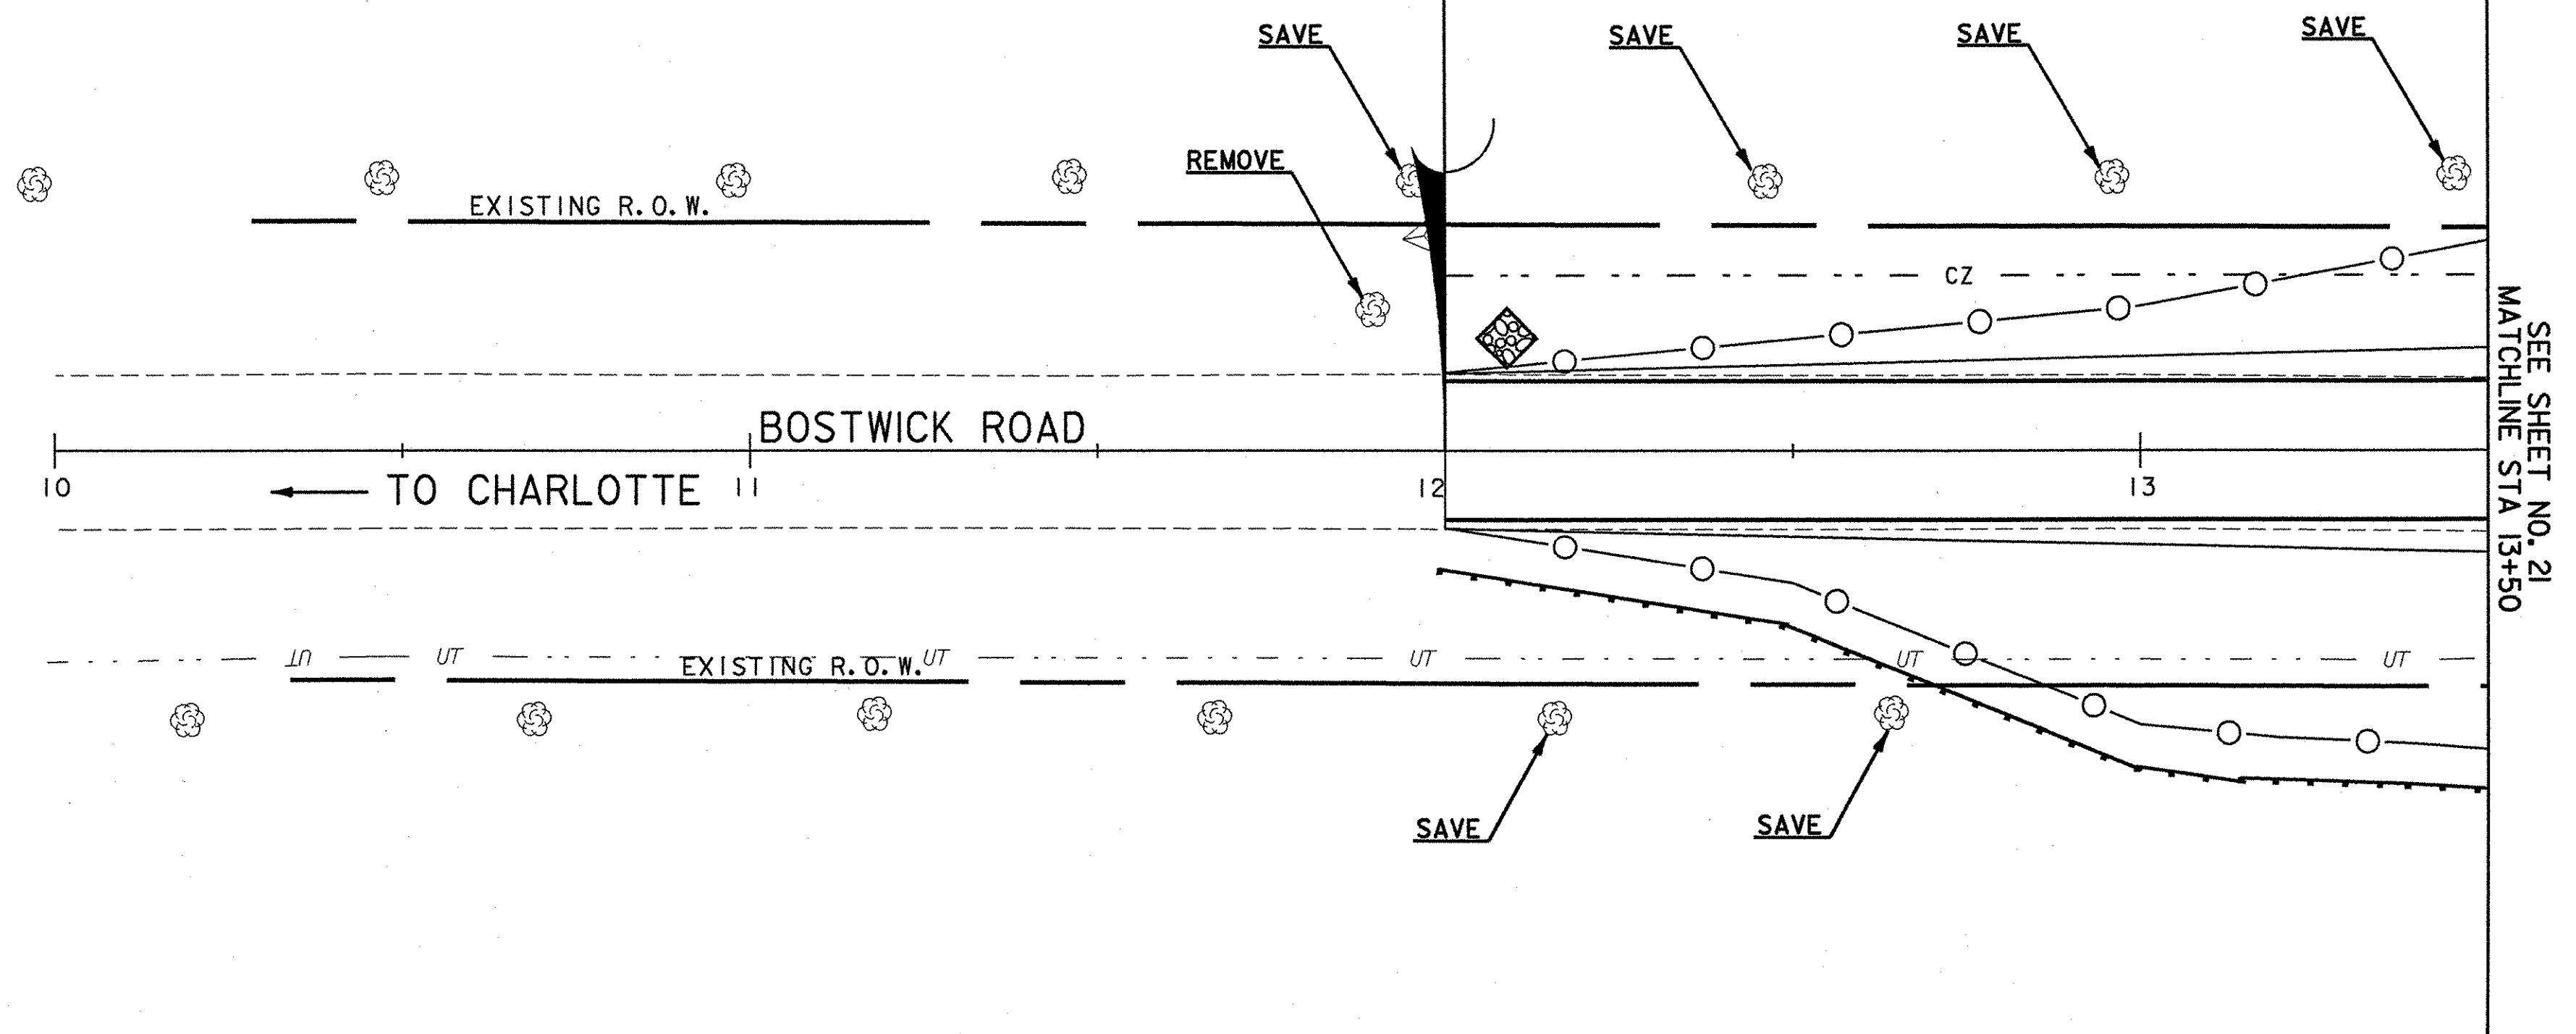 SAVE
SAVE
SAVE
SAVE
REMOVE
EXISTING R.O.W.
CZ
BOSTWICK ROAD
10
TO CHARLOTTE
11
12
13
UT
UT
UT
UT
UT
UT
EXISTING R.O.W.
SAVE
SAVE
SEE SHEET NO. 21
MATCHLINE STA 13+50